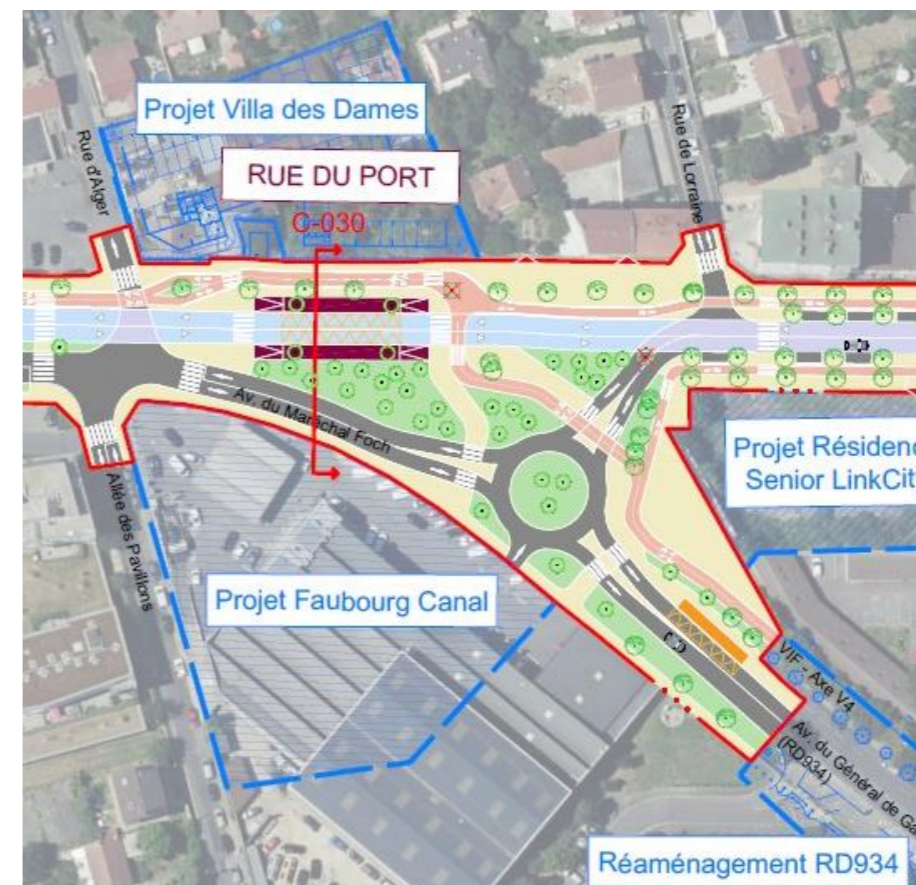 Projet Villa des Dames
Rue d'Alger
RUE DU PORT
C-030
Rue de Lorraine
Av. du Maréchal Foch
Projet Résidenc
Senior LinkCit
Allée des Pavillons
Projet Faubourg Canal
VIF - Axe V4
Av. du Général de Ga
(RD934)
Réaménagement RD934